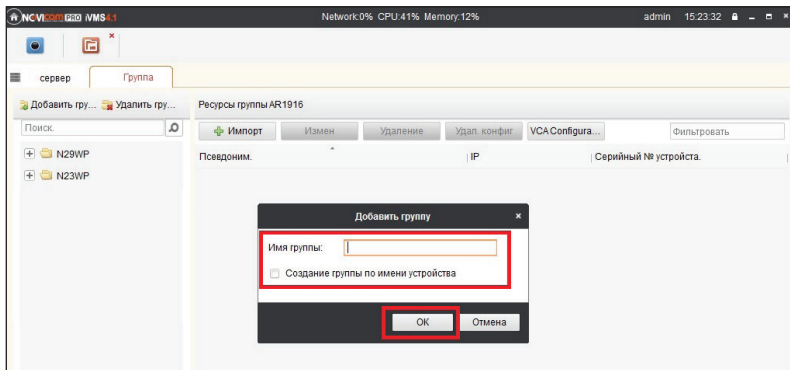 NOVICOM PRO iVMS4.1 Network:0% CPU:41% Memory:12% admin 15:23:32
сервер Группа
Добавить гру... Удалить гру... Ресурсы группы AR1916
Поиск. Импорт Измен Удаление Удал. конфиг VCA Configura... Фильтровать
N29WP Псевдоним. IP Серийный № устройста.
N23WP
Добавить группу
Имя группы:
Создание группы по имени устройства
OK Отмена